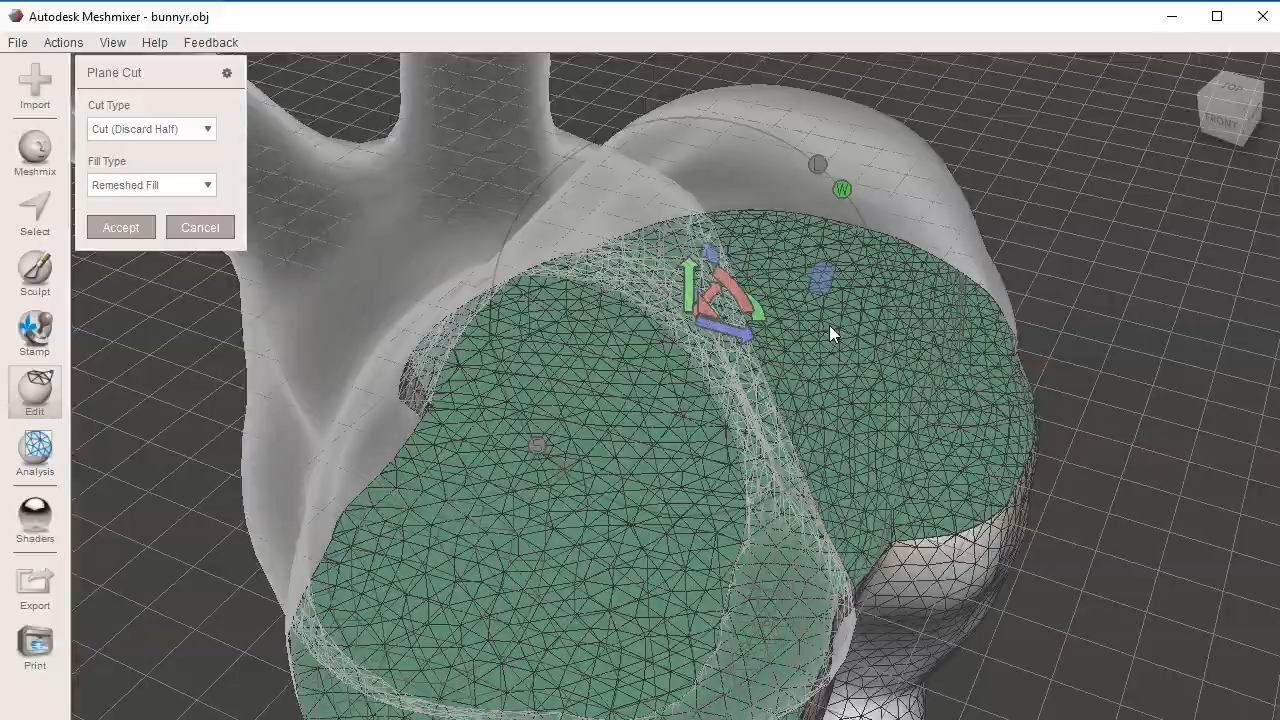 Autodesk Meshmixer - bunnyr.obj
File Actions View Help Feedback
Import
Meshmix
Select
Sculpt
Stamp
Edit
Analysis
Shaders
Export
Print
Plane Cut
Cut Type
Cut (Discard Half)
Fill Type
Remeshed Fill
Accept Cancel
TOP
FRONT
W